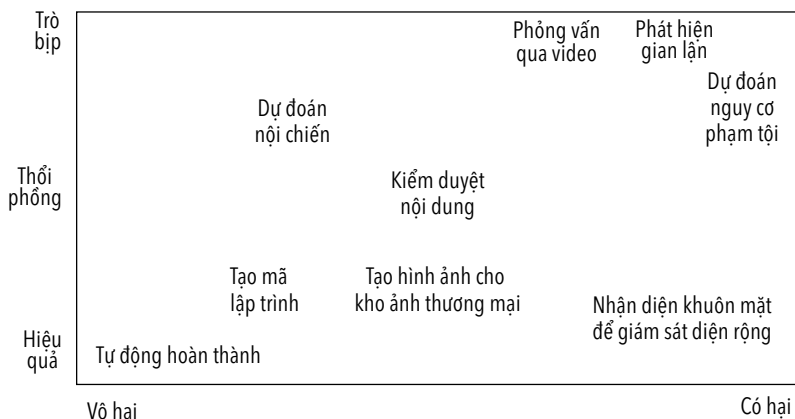 Trò
bịp
Phỏng vấn
qua video
Phát hiện
gian lận
Dự đoán
nguy cơ
phạm tội
Dự đoán
nội chiến
Thổi
phồng
Kiểm duyệt
nội dung
Tạo mã
lập trình
Tạo hình ảnh cho
kho ảnh thương mại
Nhận diện khuôn mặt
để giám sát diện rộng
Hiệu
quả
Tự động hoàn thành
Vô hại
Có hại